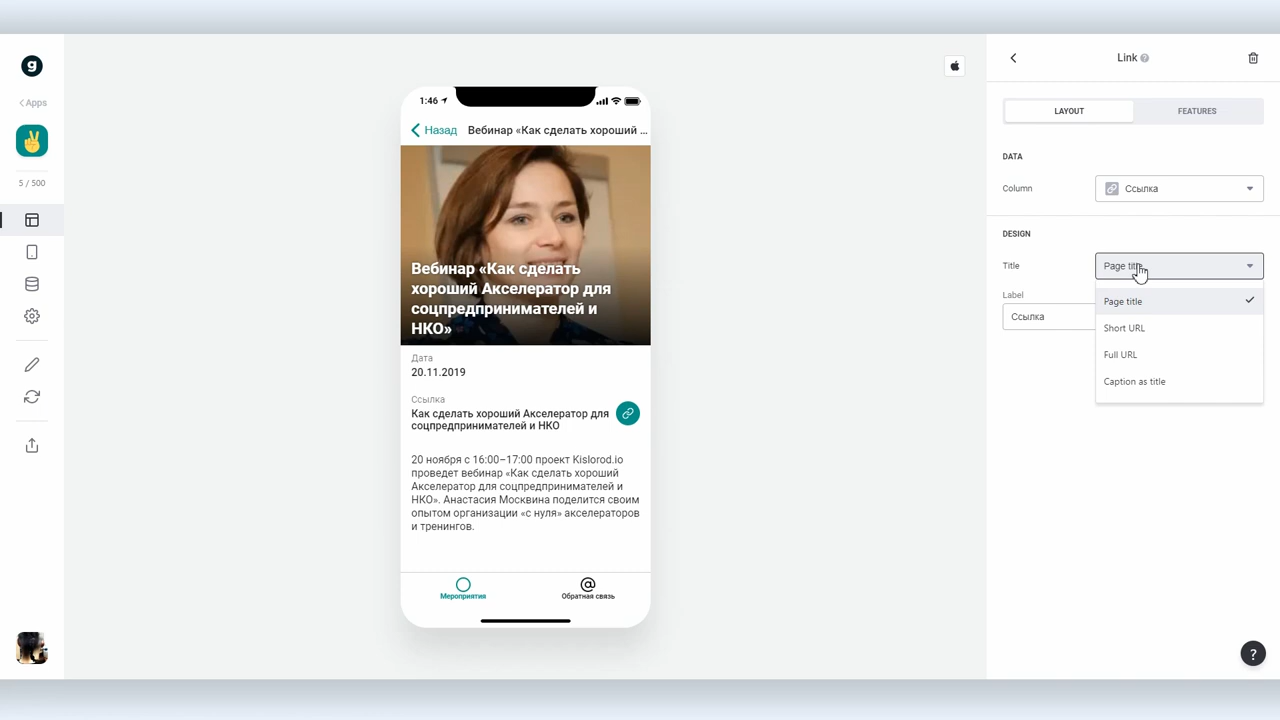 g
Apps
5 / 500
1:46
Назад
Вебинар «Как сделать хороший ...
Вебинар «Как сделать
хороший Акселератор для
соцпредпринимателей и
НКО»
Дата
20.11.2019
Ссылка
Как сделать хороший Акселератор для
соцпредпринимателей и НКО
20 ноября с 16:00–17:00 проект Kislorod.io
проведет вебинар «Как сделать хороший
Акселератор для соцпредпринимателей и
НКО». Анастасия Москвина поделится своим
опытом организации «с нуля» акселераторов
и тренингов.
Мероприятия
Обратная связь
Link
LAYOUT
FEATURES
DATA
Column
Ссылка
DESIGN
Title
Page title
Label
Ссылка
Page title
Short URL
Full URL
Caption as title
?